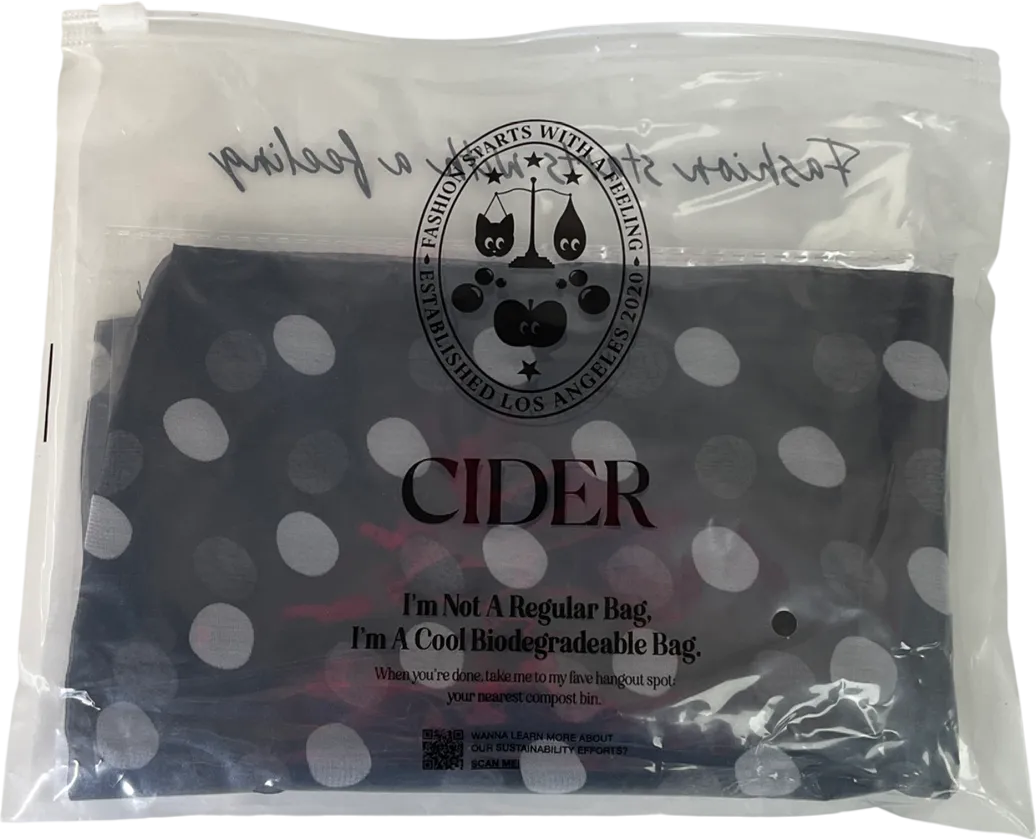 Fashion starts with a feeling
FASHION STARTS WITH A FEELING
ESTABLISHED LOS ANGELES 2020
CIDER
I'm Not A Regular Bag,
I'm A Cool Biodegradeable Bag.
When you're done, take me to my fave hangout spot:
your nearest compost bin.
WANNA LEARN MORE ABOUT
OUR SUSTAINABILITY EFFORTS?
SCAN ME!